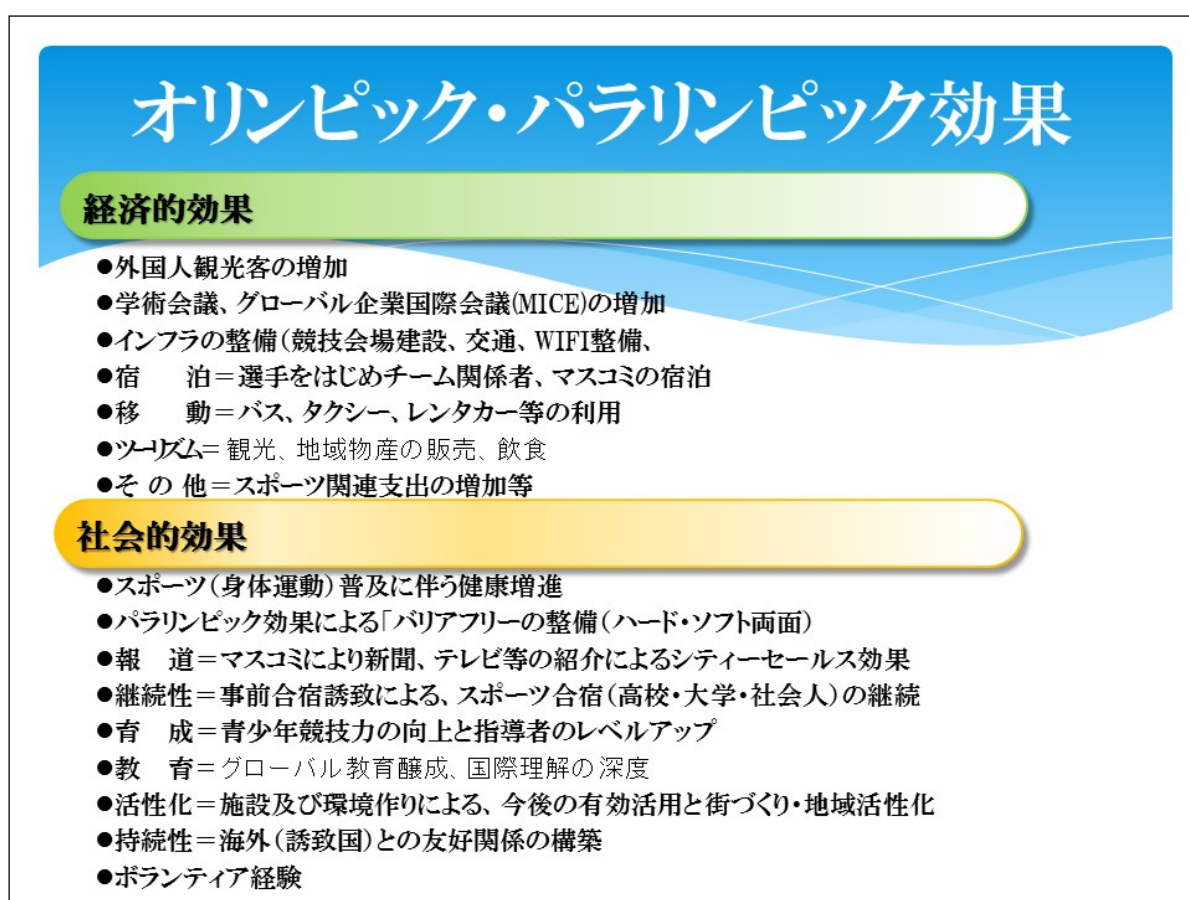 オリンピック・パラリンピック効果
経済的効果
●外国人観光客の増加
●学術会議、グローバル企業国際会議(MICE)の増加
●インフラの整備(競技会場建設、交通、WIFI整備、
●宿　泊＝選手をはじめチーム関係者、マスコミの宿泊
●移　動＝バス、タクシー、レンタカー等の利用
●ツーリズム＝観光、地域物産の販売、飲食
●そ の 他＝スポーツ関連支出の増加等
社会的効果
●スポーツ(身体運動)普及に伴う健康増進
●パラリンピック効果による「バリアフリーの整備(ハード・ソフト両面)
●報　道＝マスコミにより新聞、テレビ等の紹介によるシティーセールス効果
●継続性＝事前合宿誘致による、スポーツ合宿(高校・大学・社会人)の継続
●育　成＝青少年競技力の向上と指導者のレベルアップ
●教　育＝グローバル教育醸成、国際理解の深度
●活性化＝施設及び環境作りによる、今後の有効活用と街づくり・地域活性化
●持続性＝海外(誘致国)との友好関係の構築
●ボランティア経験